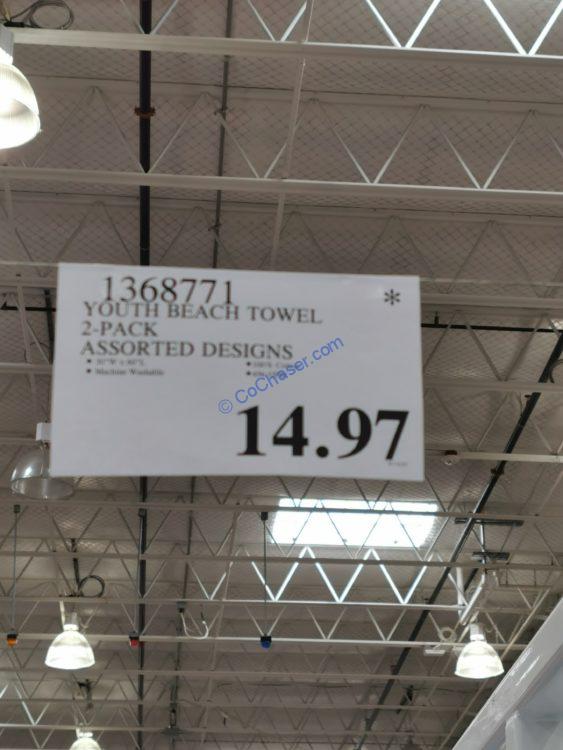 1368771 *
YOUTH BEACH TOWEL
2-PACK
ASSORTED DESIGNS
• Machine Washable
© CoChaser.com
14.97